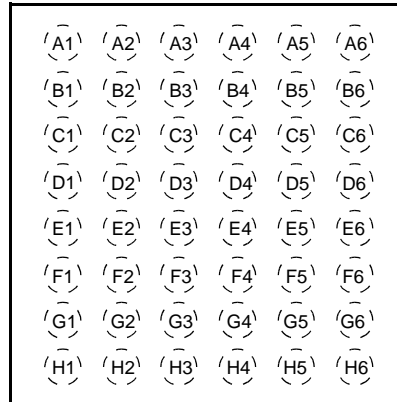 A1 A2 A3 A4 A5 A6
B1 B2 B3 B4 B5 B6
C1 C2 C3 C4 C5 C6
D1 D2 D3 D4 D5 D6
E1 E2 E3 E4 E5 E6
F1 F2 F3 F4 F5 F6
G1 G2 G3 G4 G5 G6
H1 H2 H3 H4 H5 H6